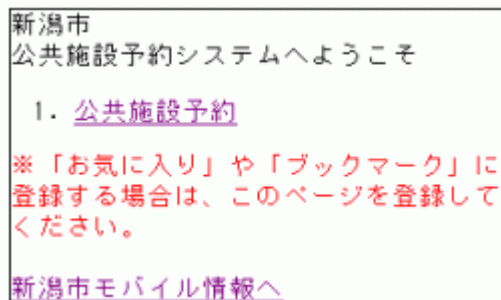 新潟市
公共施設予約システムへようこそ
1. 公共施設予約
※「お気に入り」や「ブックマーク」に
登録する場合は、このページを登録して
ください。
新潟市モバイル情報へ